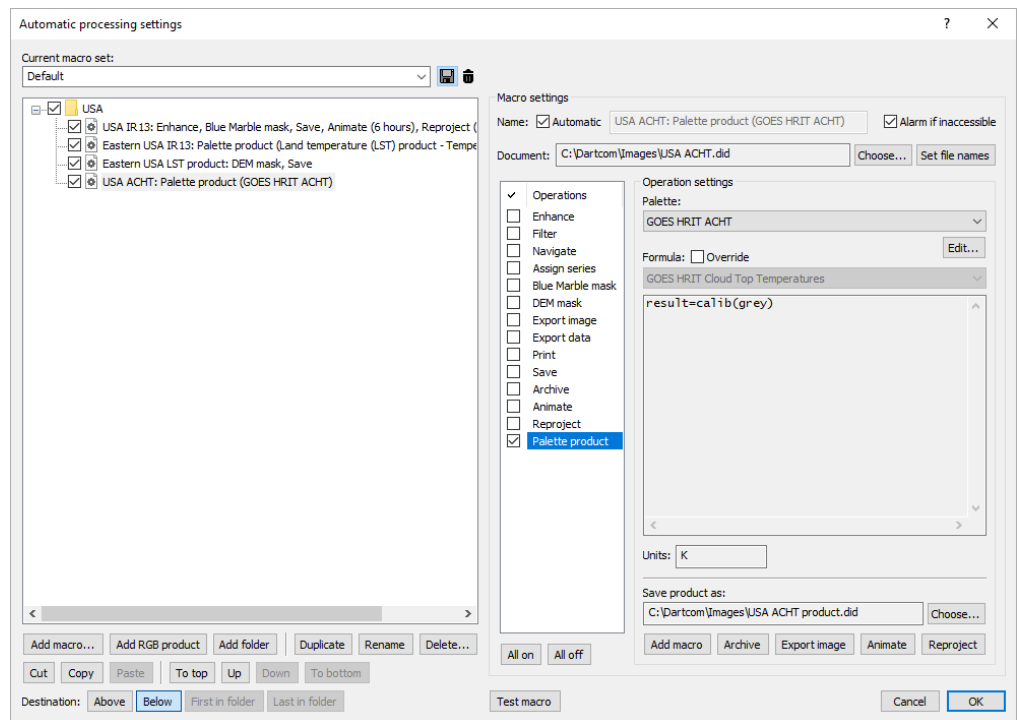 Automatic processing settings
?
Current macro set:
Default
USA
USA IR13: Enhance, Blue Marble mask, Save, Animate (6 hours), Reproject (
Eastern USA IR13: Palette product (Land temperature (LST) product - Tempe
Eastern USA LST product: DEM mask, Save
USA ACHT: Palette product (GOES HRIT ACHT)
Add macro... Add RGB product Add folder Duplicate Rename Delete...
Cut Copy Paste To top Up Down To bottom
Destination: Above Below First in folder Last in folder
Macro settings
Name: Automatic USA ACHT: Palette product (GOES HRIT ACHT) Alarm if inaccessible
Document: C:\Dartcom\Images\USA ACHT.did Choose... Set file names
Operations
Enhance
Filter
Navigate
Assign series
Blue Marble mask
DEM mask
Export image
Export data
Print
Save
Archive
Animate
Reproject
Palette product
All on All off
Operation settings
Palette:
GOES HRIT ACHT
Edit...
Formula: Override
GOES HRIT Cloud Top Temperatures
result=calib(grey)
Units: K
Save product as:
C:\Dartcom\Images\USA ACHT product.did Choose...
Add macro Archive Export image Animate Reproject
Test macro Cancel OK